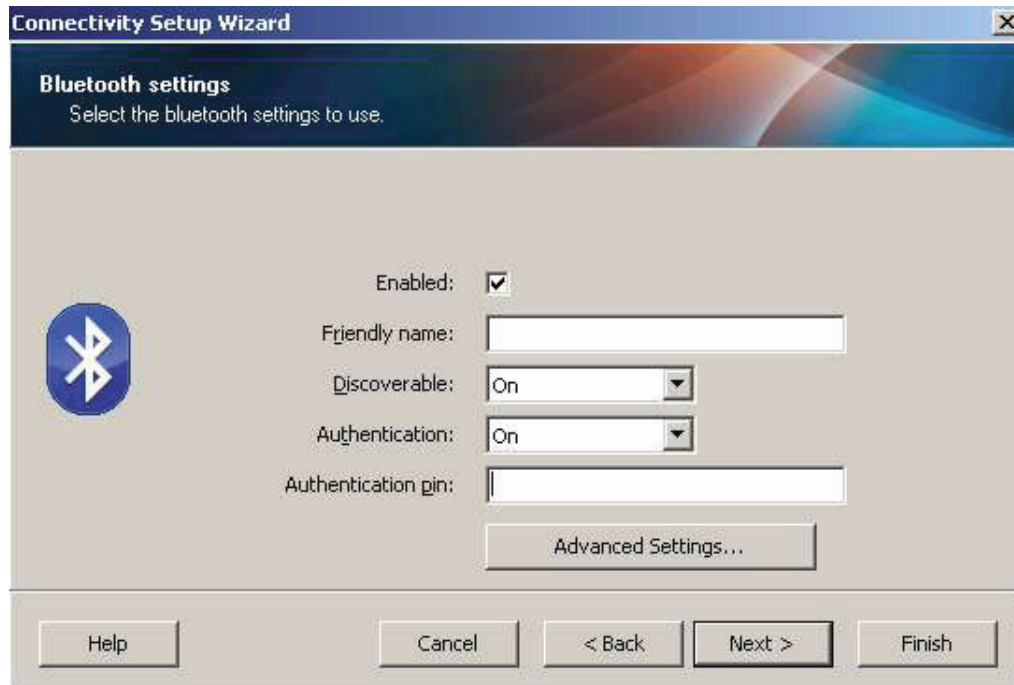 Connectivity Setup Wizard
Bluetooth settings
Select the bluetooth settings to use.
Enabled:
Friendly name:
Discoverable: On
Authentication: On
Authentication pin:
Advanced Settings...
Help Cancel < Back Next > Finish